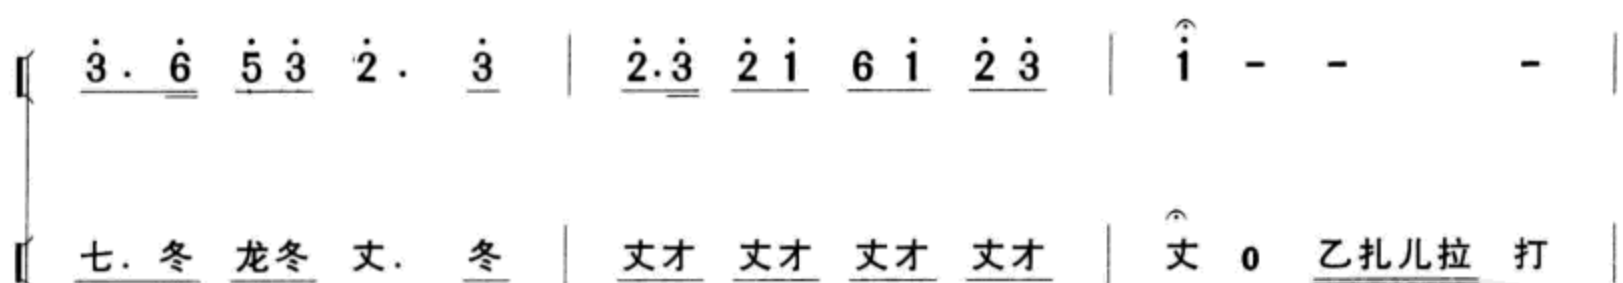 3. 6 5 3 2. 3 | 2.3 2 1 6 1 2 3 | 1 - - - |
七. 冬 龙冬 丈. 冬 | 丈才 丈才 丈才 丈才 | 丈 0 乙扎儿拉 打 |